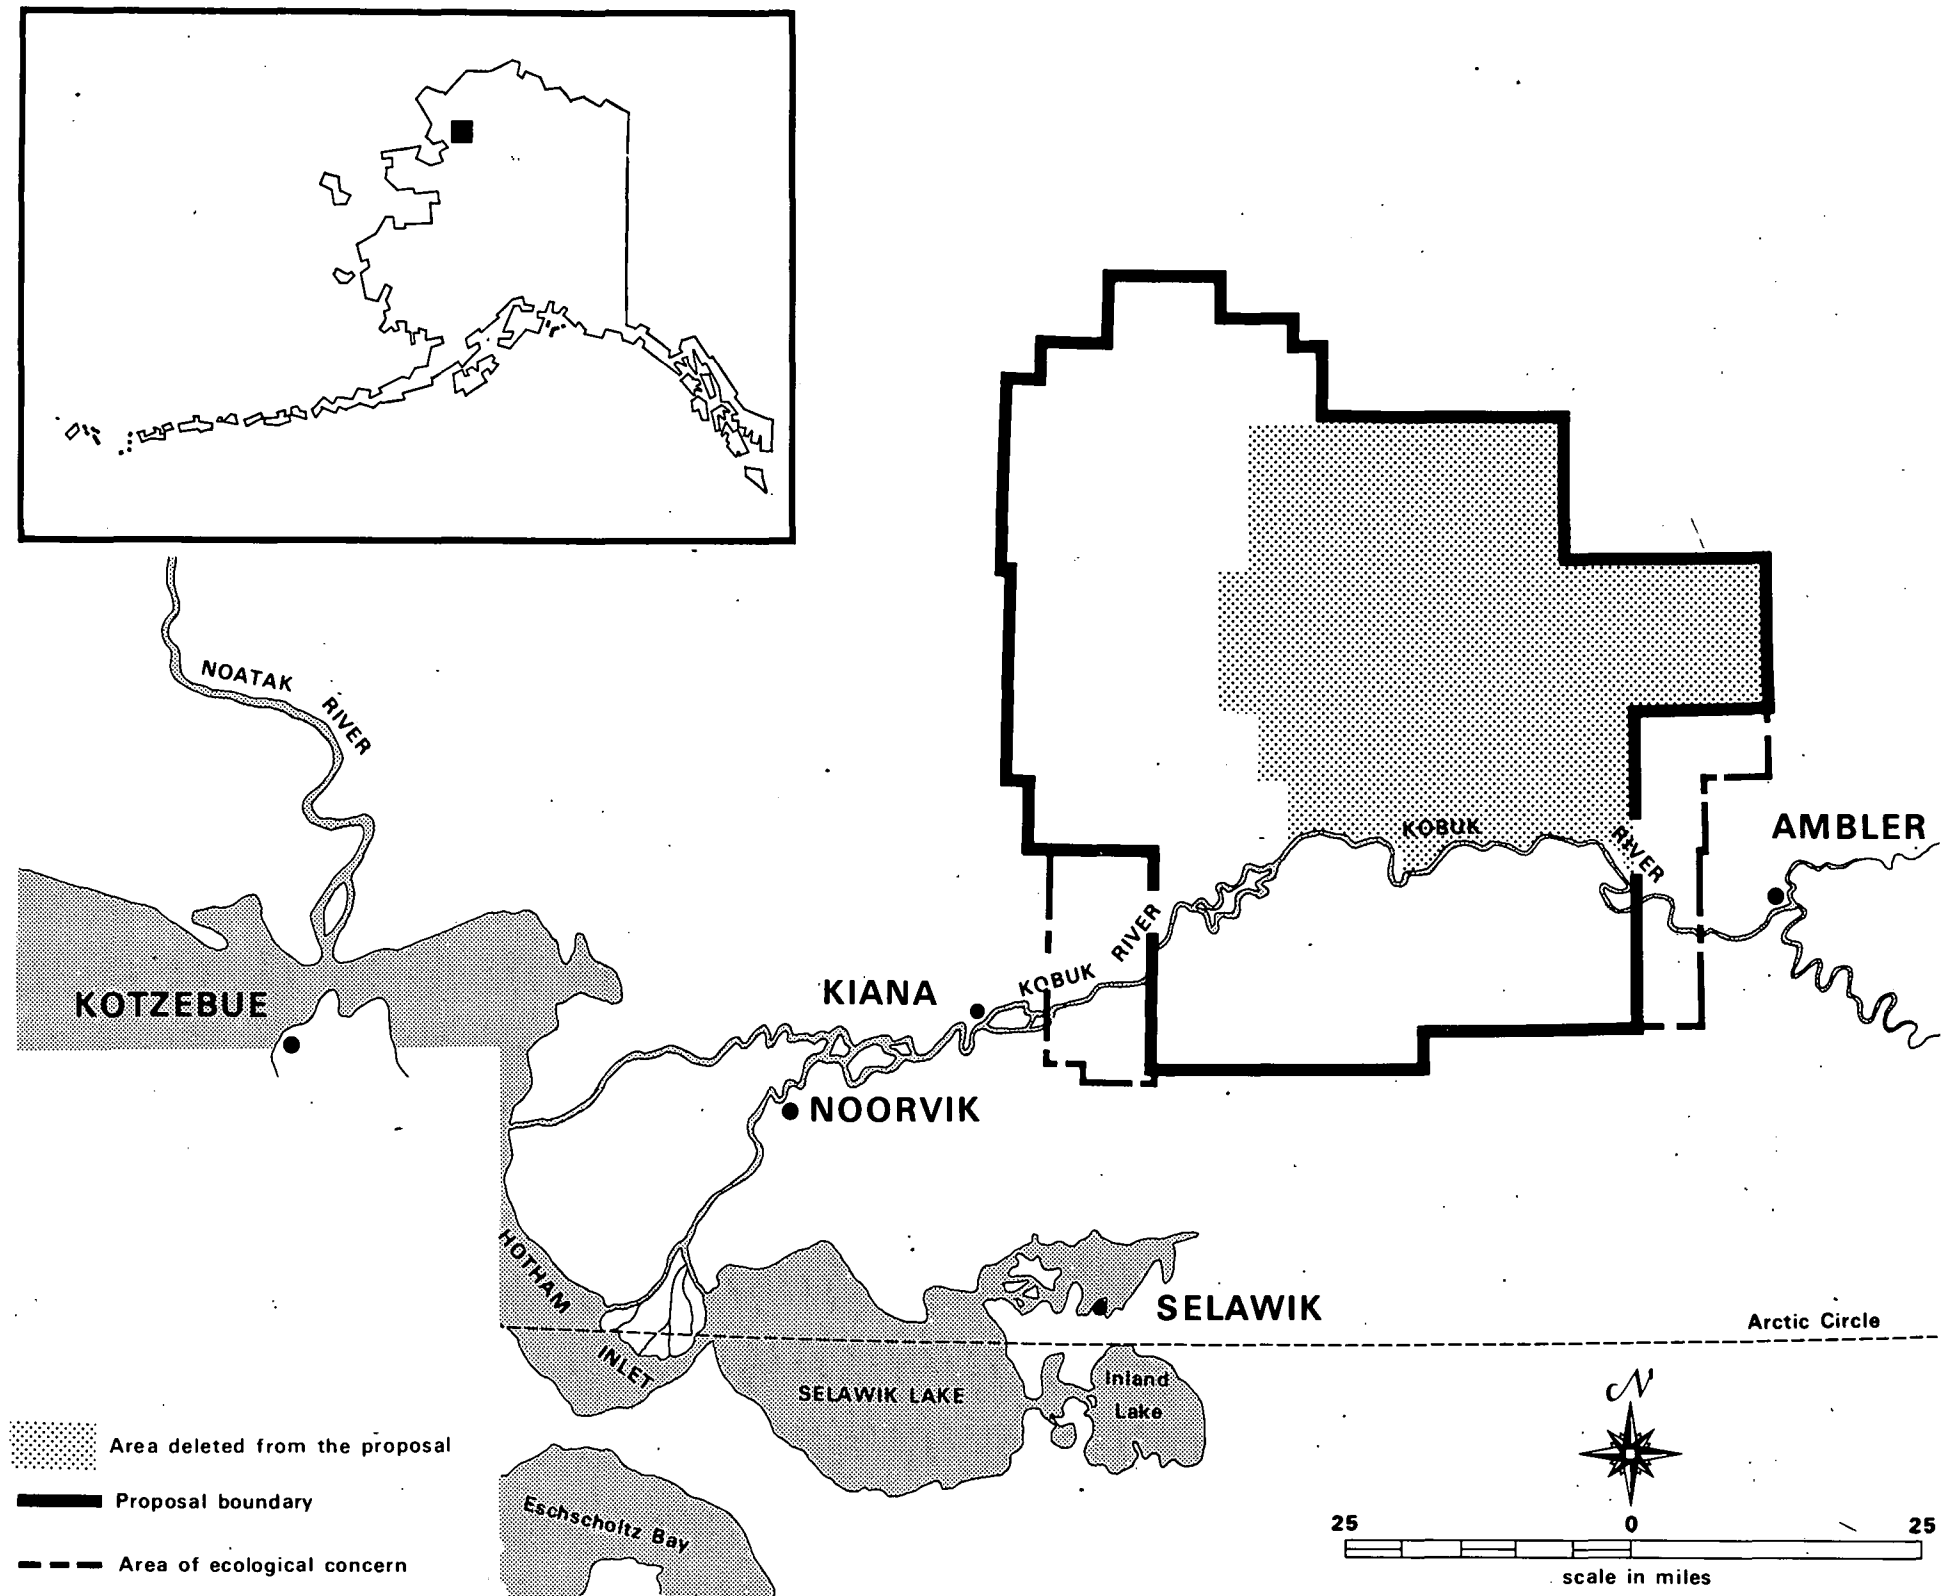 NOATAK
RIVER
KOBUK
RIVER
AMBLER
KOTZEBUE
KIANA
KOBUK
RIVER
NOORVIK
HOTHAM
INLET
SELAWIK
Arctic Circle
SELAWIK LAKE
Inland
Lake
N
Area deleted from the proposal
Proposal boundary
Eschscholtz Bay
Area of ecological concern
25 0 25
scale in miles